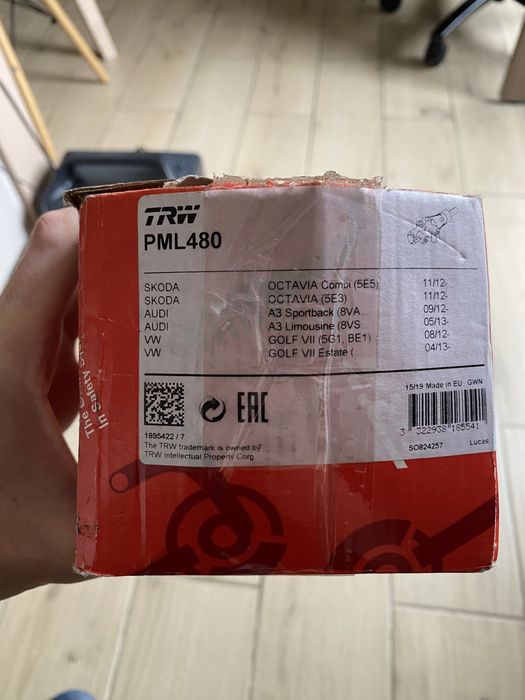 TRW
PML480
SKODA OCTAVIA Combi (5E5) 11/12-
SKODA OCTAVIA (5E3) 11/12-
AUDI A3 Sportback (8VA... 09/12-
AUDI A3 Limousine (8VS 05/13-
VW GOLF VII (5G1, BE1) 08/12-
VW GOLF VII Estate (... 04/13-
15/19 Made in EU GWN
EAC
3 322938 185541
1895422 / 7
SO824257 Lucas
The TRW trademark is owned by
TRW Intellectual Property Corp.
In Safety